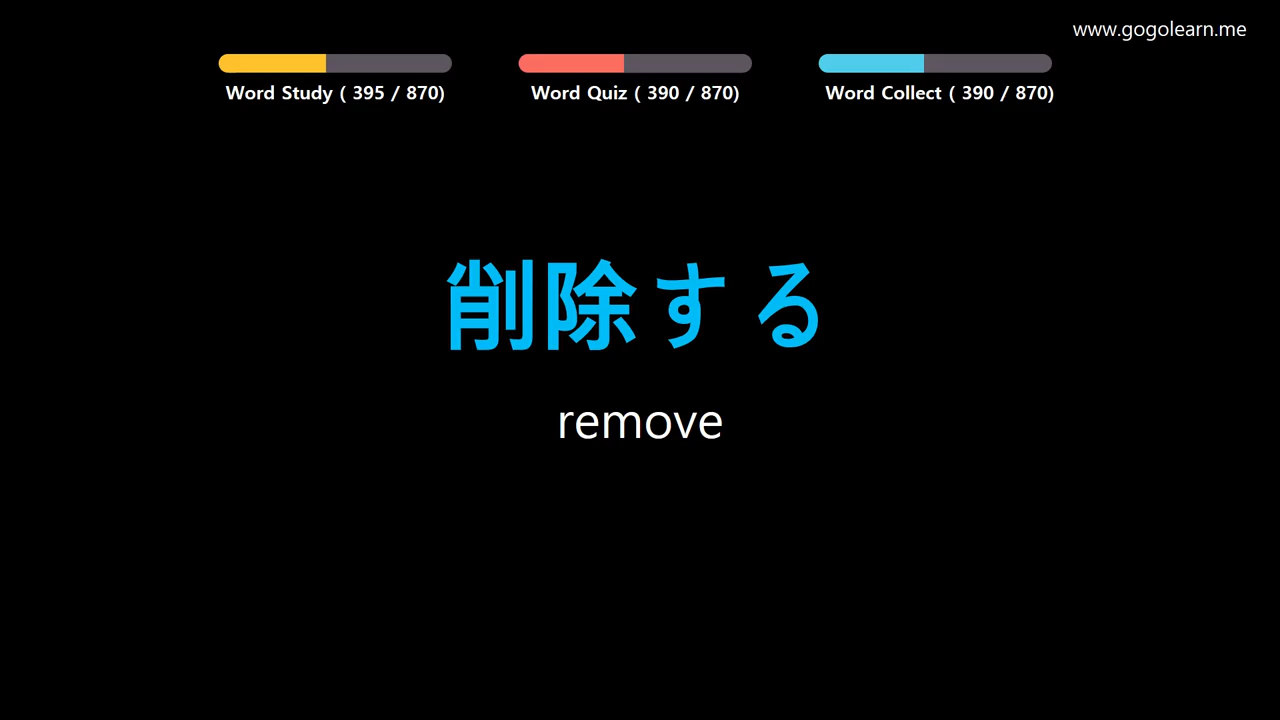 www.gogolearn.me
Word Study ( 395 / 870)
Word Quiz ( 390 / 870)
Word Collect ( 390 / 870)
削除する
remove